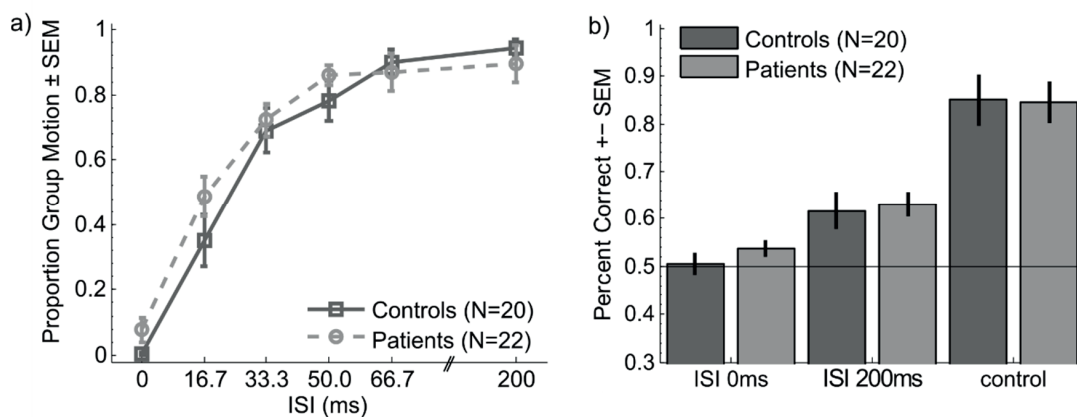 a)
Proportion Group Motion ± SEM
1
0.8
0.6
0.4
0.2
0
0 16.7 33.3 50.0 66.7 200
ISI (ms)
Controls (N=20)
Patients (N=22)
b)
Percent Correct +− SEM
1
0.9
0.8
0.7
0.6
0.5
0.4
0.3
Controls (N=20)
Patients (N=22)
ISI 0ms ISI 200ms control